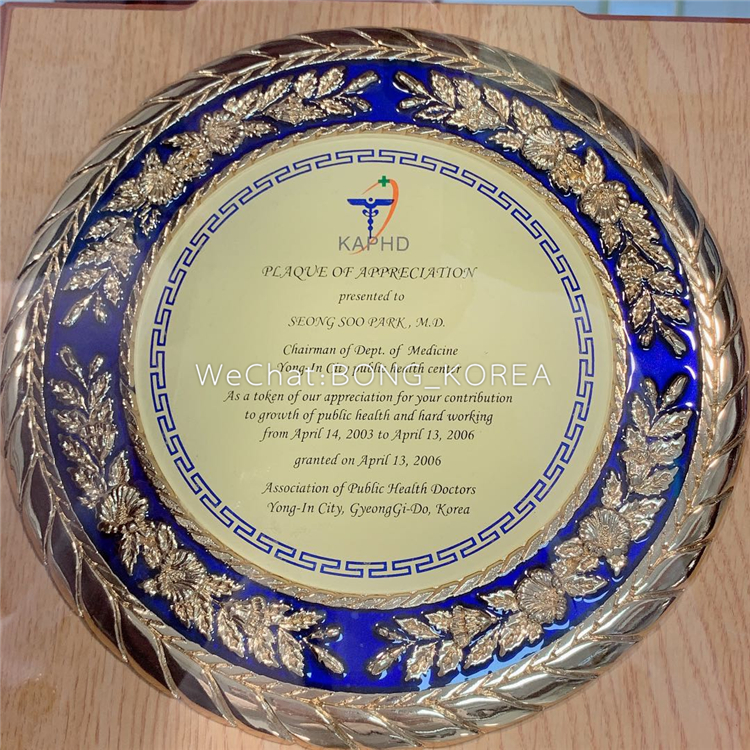 KAPHD
PLAQUE OF APPRECIATION
presented to
SEONG SOO PARK , M.D.
Chairman of Dept. of Medicine
Yong-In City public health center
WeChat:BONG_KOREA
As a token of our appreciation for your contribution
to growth of public health and hard working
from April 14, 2003 to April 13, 2006
granted on April 13, 2006
Association of Public Health Doctors
Yong-In City, GyeongGi-Do, Korea